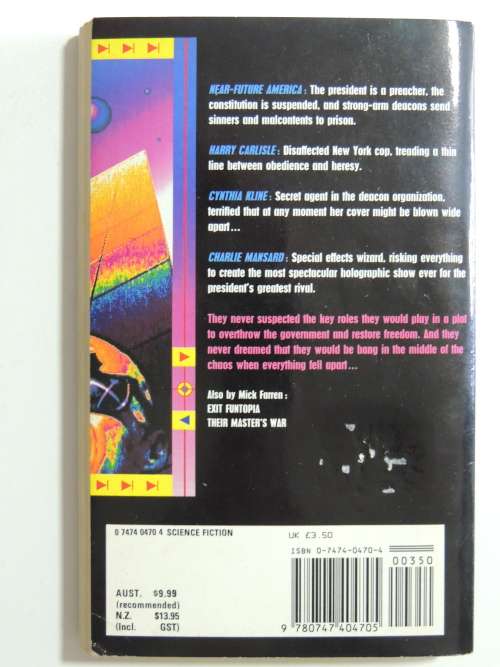 NEAR-FUTURE AMERICA: The president is a preacher, the
constitution is suspended, and strong-arm deacons send
sinners and malcontents to prison.
HARRY CARLISLE: Disaffected New York cop, treading a thin
line between obedience and heresy.
CYNTHIA KLINE: Secret agent in the deacon organization,
terrified that at any moment her cover might be blown wide
apart...
CHARLIE MANSARD: Special effects wizard, risking everything
to create the most spectacular holographic show ever for the
president's greatest rival.
They never suspected the key roles they would play in a plot
to overthrow the government and restore freedom. And they
never dreamed that they would be bang in the middle of the
chaos when everything fell apart...
Also by Mick Farren:
EXIT FUNTOPIA
THEIR MASTER'S WAR
0 7474 0470 4 SCIENCE FICTION
UK £3.50
ISBN 0-7474-0470-4
00350
AUST. $9.99
(recommended)
N.Z. $13.95
(Incl. GST)
9 780747 404705